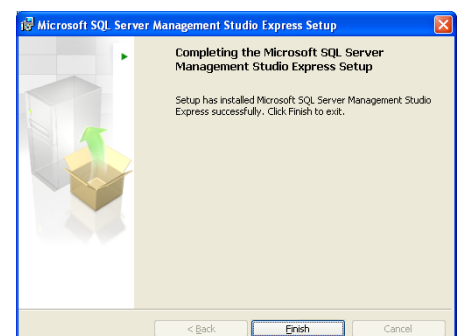 Microsoft SQL Server Management Studio Express Setup
Completing the Microsoft SQL Server
Management Studio Express Setup
Setup has installed Microsoft SQL Server Management Studio
Express successfully. Click Finish to exit.
< Back Finish Cancel